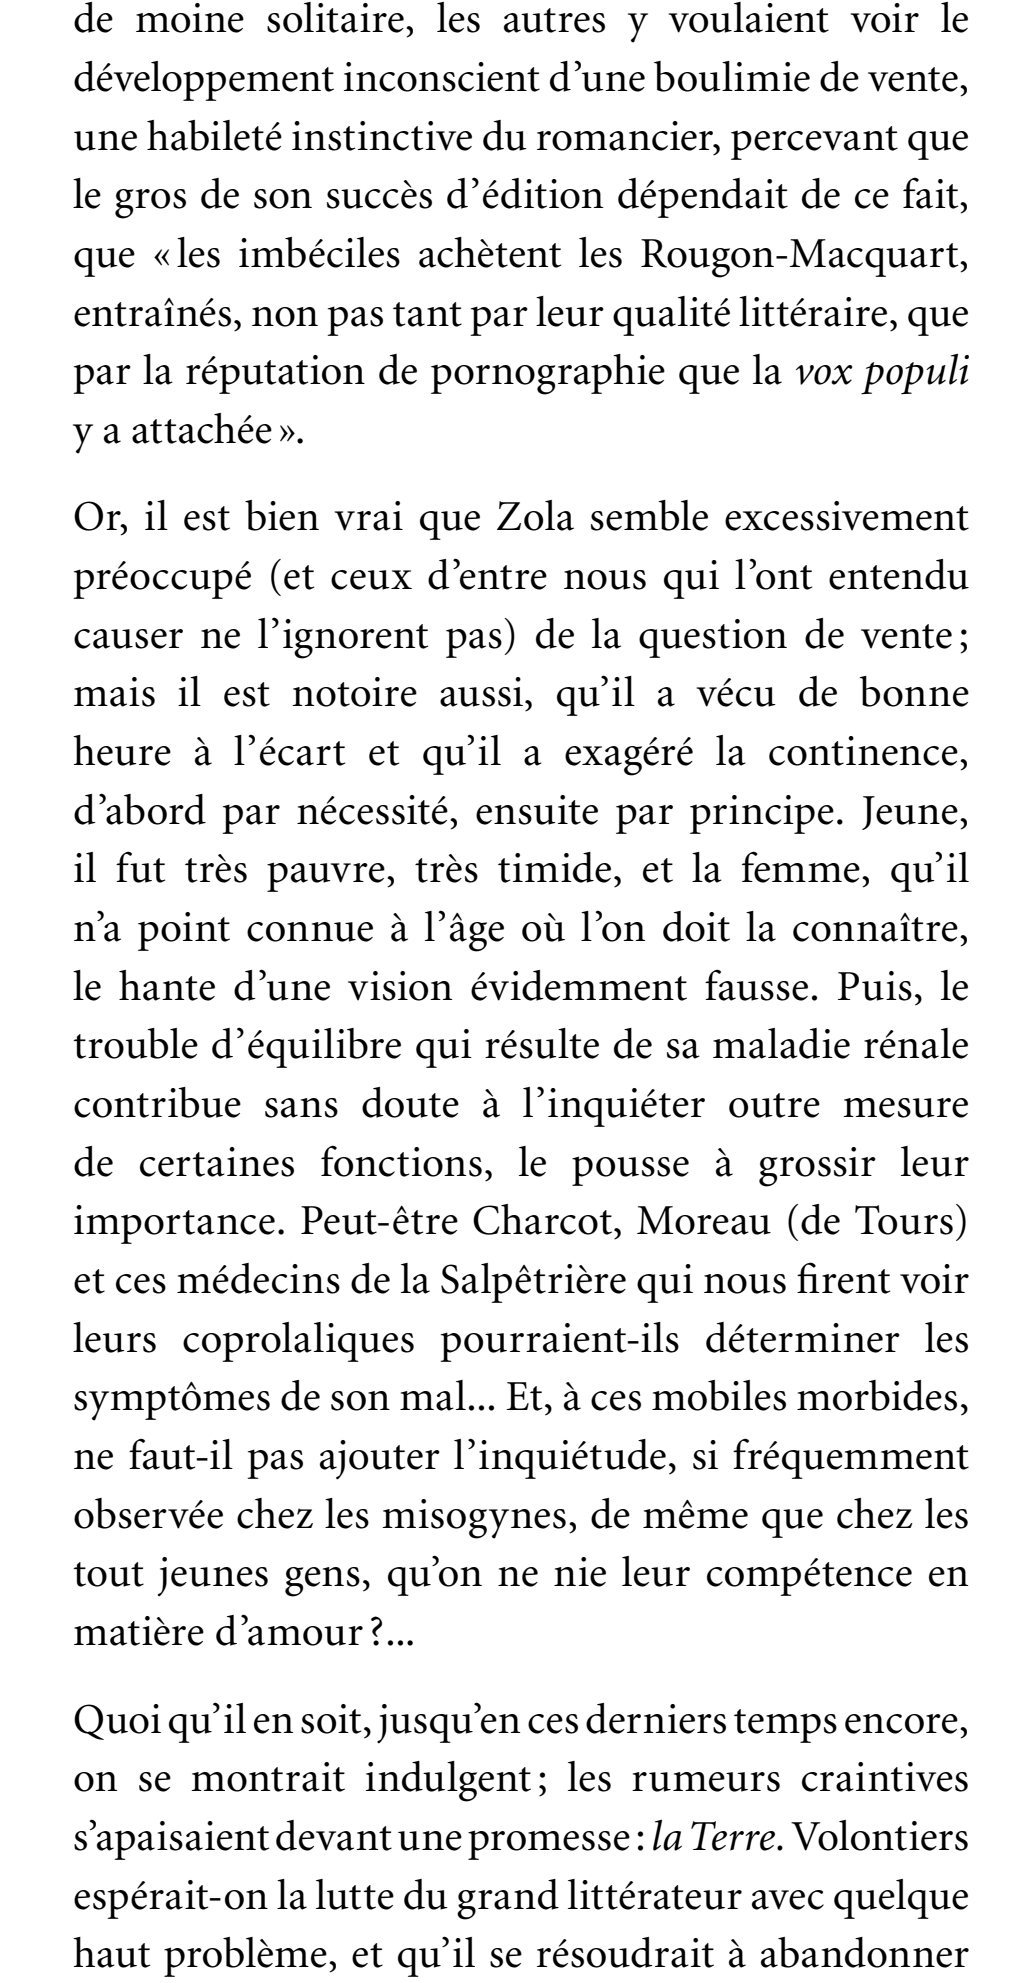 de moine solitaire, les autres y voulaient voir le
développement inconscient d’une boulimie de vente,
une habileté instinctive du romancier, percevant que
le gros de son succès d’édition dépendait de ce fait,
que « les imbéciles achètent les Rougon-Macquart,
entraînés, non pas tant par leur qualité littéraire, que
par la réputation de pornographie que la vox populi
y a attachée ».
Or, il est bien vrai que Zola semble excessivement
préoccupé (et ceux d’entre nous qui l’ont entendu
causer ne l’ignorent pas) de la question de vente ;
mais il est notoire aussi, qu’il a vécu de bonne
heure à l’écart et qu’il a exagéré la continence,
d’abord par nécessité, ensuite par principe. Jeune,
il fut très pauvre, très timide, et la femme, qu’il
n’a point connue à l’âge où l’on doit la connaître,
le hante d’une vision évidemment fausse. Puis, le
trouble d’équilibre qui résulte de sa maladie rénale
contribue sans doute à l’inquiéter outre mesure
de certaines fonctions, le pousse à grossir leur
importance. Peut-être Charcot, Moreau (de Tours)
et ces médecins de la Salpêtrière qui nous firent voir
leurs coprolaliques pourraient-ils déterminer les
symptômes de son mal... Et, à ces mobiles morbides,
ne faut-il pas ajouter l’inquiétude, si fréquemment
observée chez les misogynes, de même que chez les
tout jeunes gens, qu’on ne nie leur compétence en
matière d’amour ?...
Quoi qu’il en soit, jusqu’en ces derniers temps encore,
on se montrait indulgent ; les rumeurs craintives
s’apaisaient devant une promesse : la Terre. Volontiers
espérait-on la lutte du grand littérateur avec quelque
haut problème, et qu’il se résoudrait à abandonner